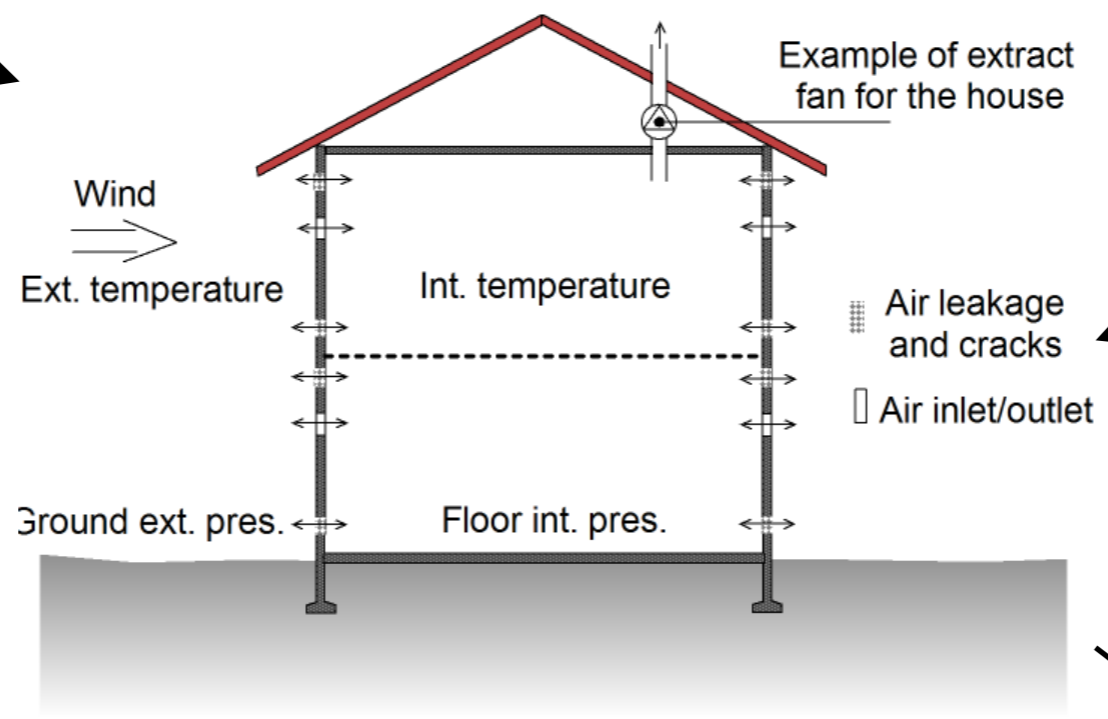 Example of extract
fan for the house
Wind
Ext. temperature
Int. temperature
Air leakage
and cracks
Air inlet/outlet
Ground ext. pres.
Floor int. pres.